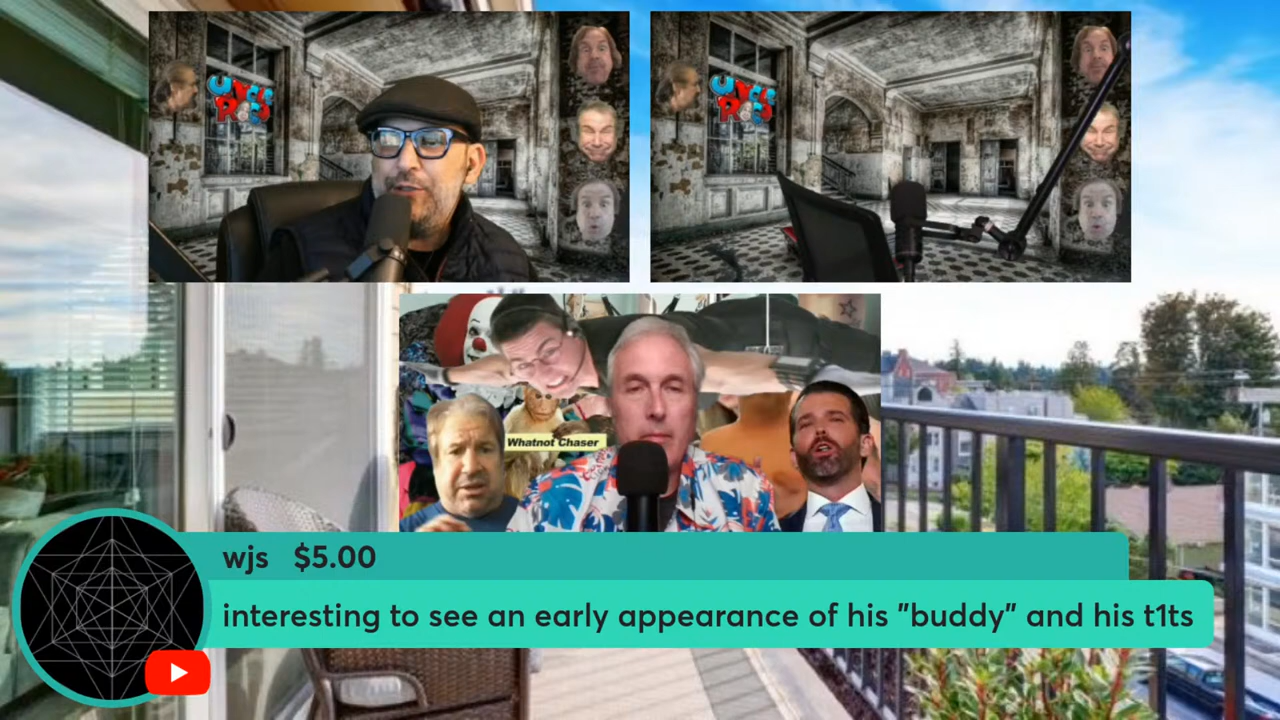 Whatnot Chaser
wjs $5.00
interesting to see an early appearance of his "buddy" and his t1ts